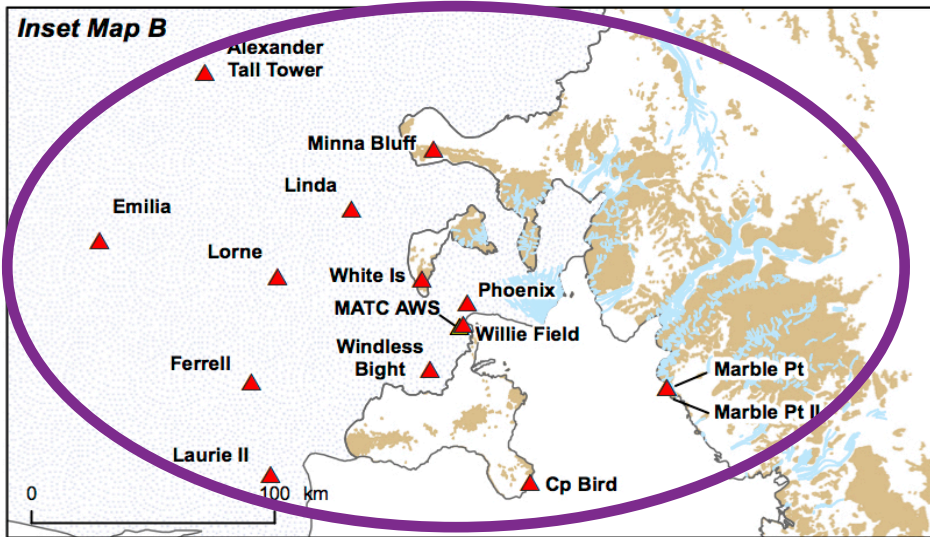 Inset Map B
Alexander
Tall Tower
Minna Bluff
Linda
Emilia
Lorne
White Is
Phoenix
MATC AWS
Willie Field
Windless
Bight
Ferrell
Marble Pt
Marble Pt II
Laurie II
Cp Bird
0 100 km